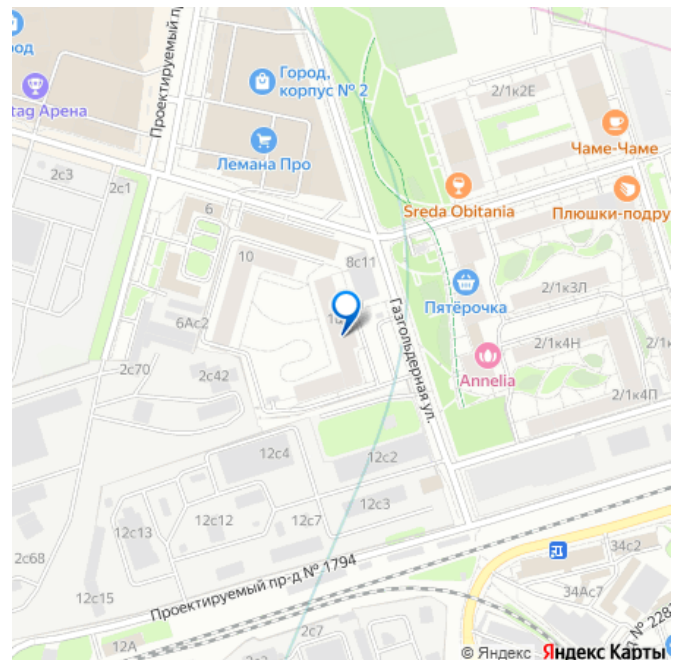 Проектируемый пр
род
Город,
корпус № 2
2/1к2Е
tag Арена
Чаме-Чаме
Лемана Про
2с3
2с1
Sreda Obitania
Плюшки-подру
6
10
8с11
2/1к3Л
Пятёрочка
6Ас2
Газгольдерная ул.
2/1к4Н
2/1
2с70
2с42
Annelia
2/1к4П
12с4
12с2
12с3
12с13
12с12
12с7
34с2
2с68
Проектируемый пр-д № 1794
34Ас7
12с15
2с7
д № 228
12А
© Яндекс Яндекс Карты